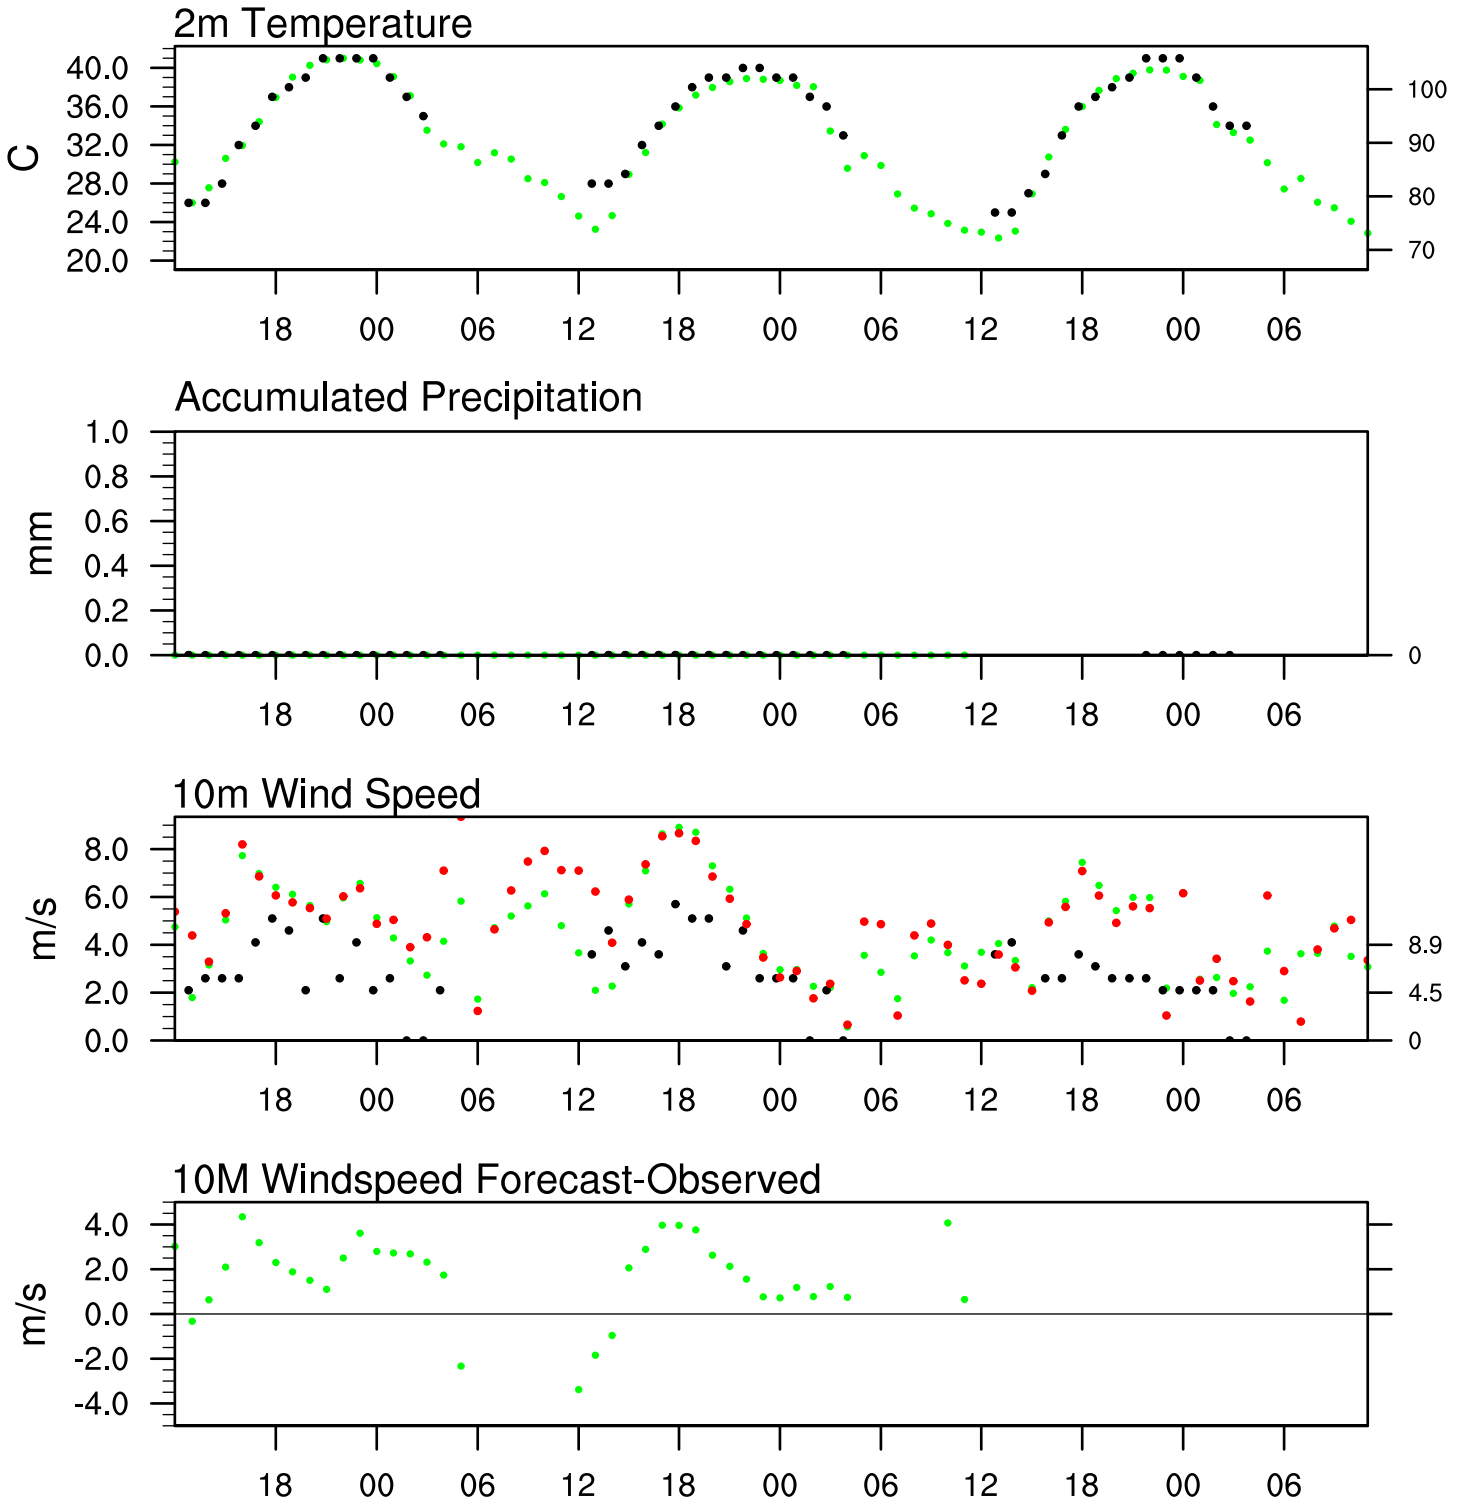 2m Temperature
40.0
36.0
32.0
28.0
24.0
20.0
C
100
90
80
70
18 00 06 12 18 00 06 12 18 00 06
Accumulated Precipitation
1.0
0.8
0.6
0.4
0.2
0.0
mm
0
18 00 06 12 18 00 06 12 18 00 06
10m Wind Speed
8.0
6.0
4.0
2.0
0.0
m/s
8.9
4.5
0
18 00 06 12 18 00 06 12 18 00 06
10M Windspeed Forecast-Observed
4.0
2.0
0.0
-2.0
-4.0
m/s
18 00 06 12 18 00 06 12 18 00 06